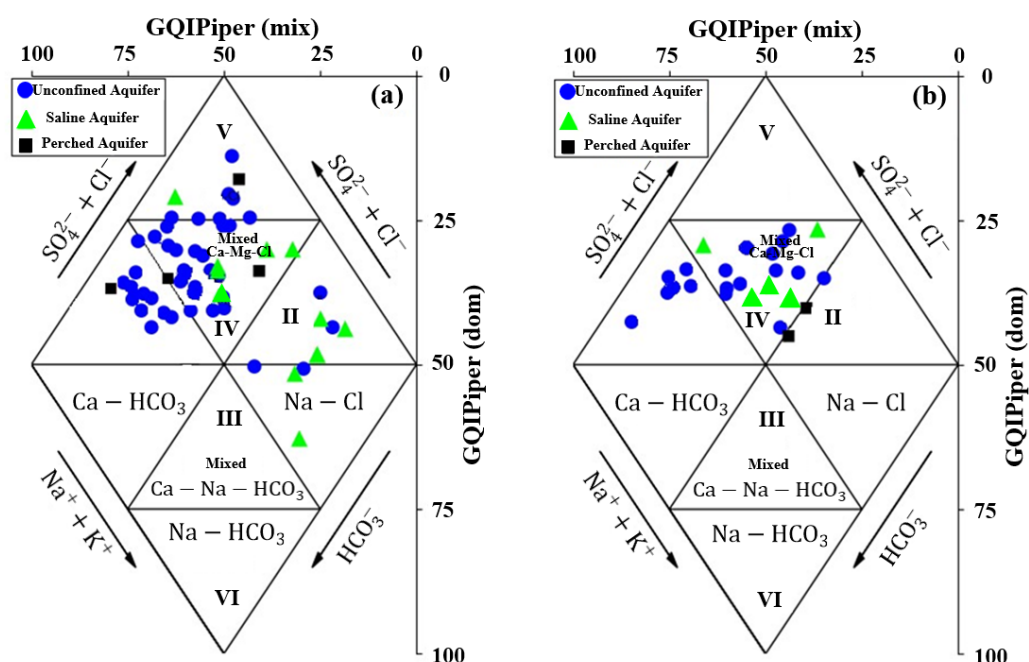 GQIPiper (mix)
100 75 50 25 0
0
Unconfined Aquifer
Saline Aquifer
Perched Aquifer
(a)
V
SO₄²⁻ + Cl⁻
SO₄²⁻ + Cl⁻
25
Mixed
Ca-Mg-Cl
IV
II
50
Ca − HCO₃
Na − Cl
III
Mixed
Ca − Na − HCO₃
75
Na⁺ + K⁺
HCO₃⁻
Na − HCO₃
VI
100
GQIPiper (dom)
GQIPiper (mix)
100 75 50 25 0
0
Unconfined Aquifer
Saline Aquifer
Perched Aquifer
(b)
V
SO₄²⁻ + Cl⁻
SO₄²⁻ + Cl⁻
25
Mixed
Ca-Mg-Cl
IV
II
50
Ca − HCO₃
Na − Cl
III
Mixed
Ca − Na − HCO₃
75
Na⁺ + K⁺
HCO₃⁻
Na − HCO₃
VI
100
GQIPiper (dom)